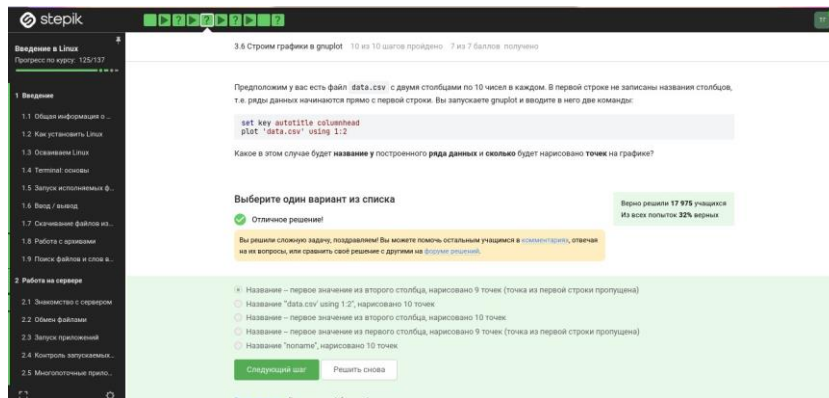 stepik
Введение в Linux
Прогресс по курсу: 125/137
1 Введение
1.1 Общая информация о ...
1.2 Как установить Linux
1.3 Осваиваем Linux
1.4 Terminal: основы
1.5 Запуск исполняемых ф...
1.6 Ввод / вывод
1.7 Скачивание файлов из...
1.8 Работа с архивами
1.9 Поиск файлов и слов в...
2 Работа на сервере
2.1 Знакомство с сервером
2.2 Обмен файлами
2.3 Запуск приложений
2.4 Контроль запускаемых...
2.5 Многопоточные прило...
3.6 Строим графики в gnuplot 10 из 10 шагов пройдено 7 из 7 баллов получено
Предположим у вас есть файл data.csv с двумя столбцами по 10 чисел в каждом. В первой строке не записаны названия столбцов,
т.е. ряды данных начинаются прямо с первой строки. Вы запускаете gnuplot и вводите в него две команды:
set key autotitle columnhead
plot 'data.csv' using 1:2
Какое в этом случае будет название у построенного ряда данных и сколько будет нарисовано точек на графике?
Выберите один вариант из списка
Отличное решение!
Верно решили 17 975 учащихся
Из всех попыток 32% верных
Вы решили сложную задачу, поздравляем! Вы можете помочь остальным учащимся в комментариях, отвечая
на их вопросы, или сравнить своё решение с другими на форуме решений.
Название – первое значение из второго столбца, нарисовано 9 точек (точка из первой строки пропущена)
Название "data.csv' using 1:2", нарисовано 10 точек
Название – первое значение из второго столбца, нарисовано 10 точек
Название – первое значение из первого столбца, нарисовано 9 точек (точка из первой строки пропущена)
Название "noname", нарисовано 10 точек
Следующий шаг Решить снова